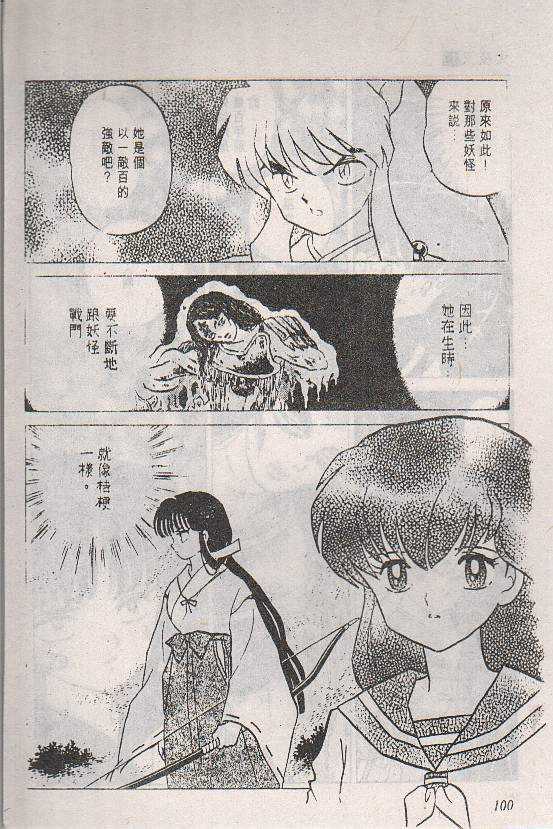 原來如此！
對那些妖怪
來說⋯
她是個
以一敵百的
強敵吧？
因此⋯
她在生時⋯
要不斷地
跟妖怪
戰鬥
就像桔梗
一樣。
100